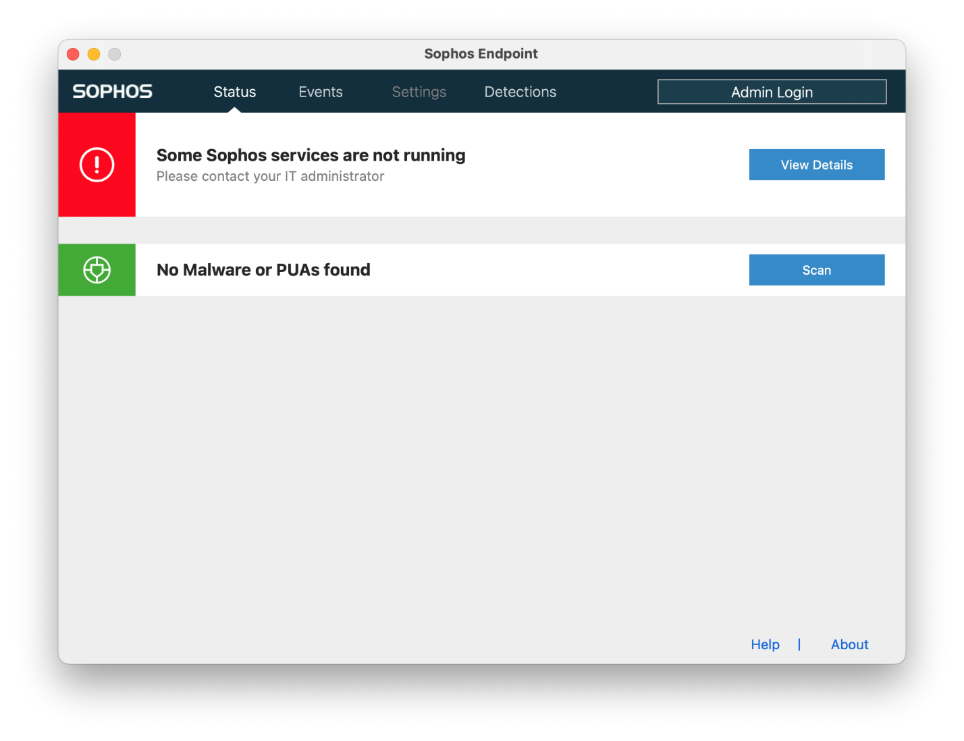 Sophos Endpoint
SOPHOS Status Events Settings Detections Admin Login
Some Sophos services are not running
Please contact your IT administrator
View Details
No Malware or PUAs found
Scan
Help | About